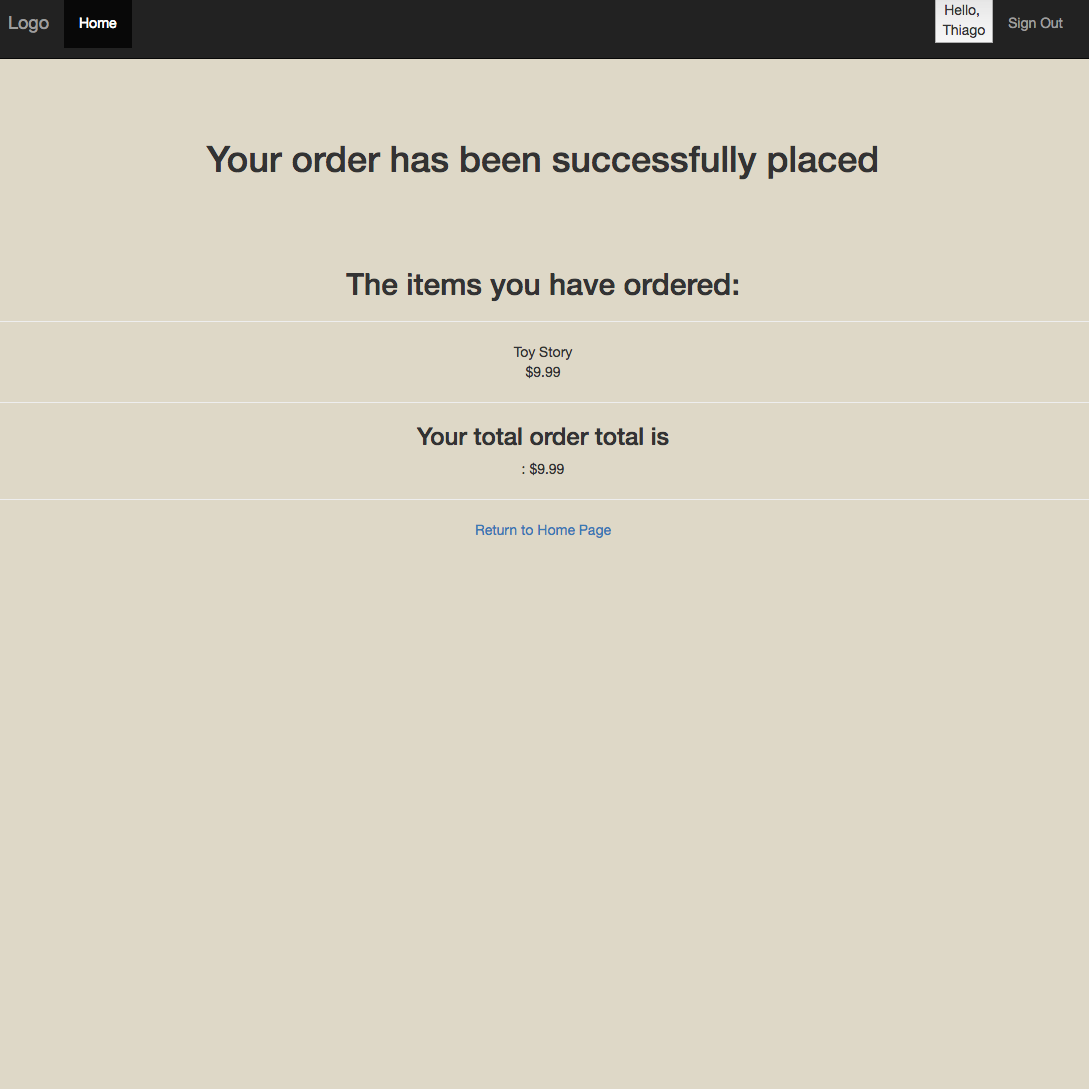 Logo
Home
Hello,
Thiago
Sign Out
Your order has been successfully placed
The items you have ordered:
Toy Story
$9.99
Your total order total is
: $9.99
Return to Home Page